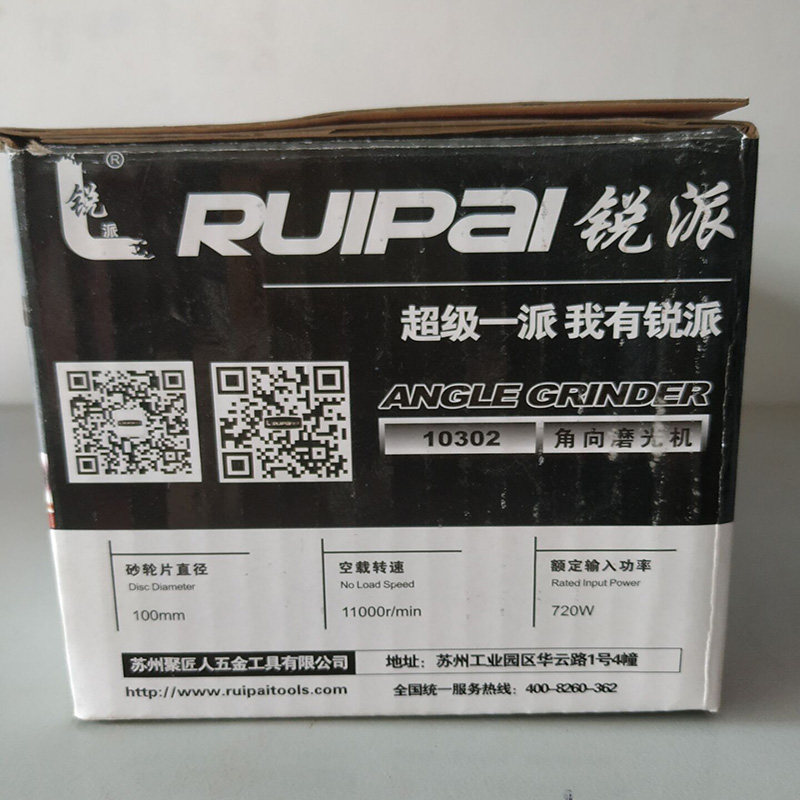 锐派®
RUIPAI 锐派
超级一派 我有锐派
RUIPAI
ANGLE GRINDER
10302 角向磨光机
砂轮片直径 空载转速 额定输入功率
Disc Diameter No Load Speed Rated Input Power
100mm 11000r/min 720W
苏州聚匠人五金工具有限公司 地址：苏州工业园区华云路1号4幢
http://www.ruipaitools.com 全国统一服务热线：400-8260-362